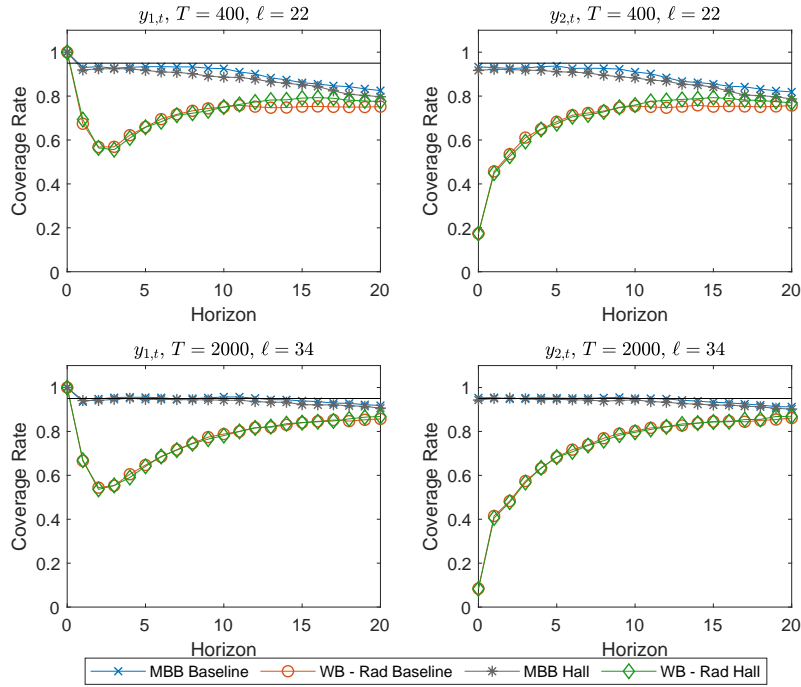 y1,t, T = 400, ℓ = 22
Coverage Rate
1
0.8
0.6
0.4
0.2
0
0 5 10 15 20
Horizon
y2,t, T = 400, ℓ = 22
Coverage Rate
1
0.8
0.6
0.4
0.2
0
0 5 10 15 20
Horizon
y1,t, T = 2000, ℓ = 34
Coverage Rate
1
0.8
0.6
0.4
0.2
0
0 5 10 15 20
Horizon
y2,t, T = 2000, ℓ = 34
Coverage Rate
1
0.8
0.6
0.4
0.2
0
0 5 10 15 20
Horizon
MBB Baseline WB - Rad Baseline MBB Hall WB - Rad Hall